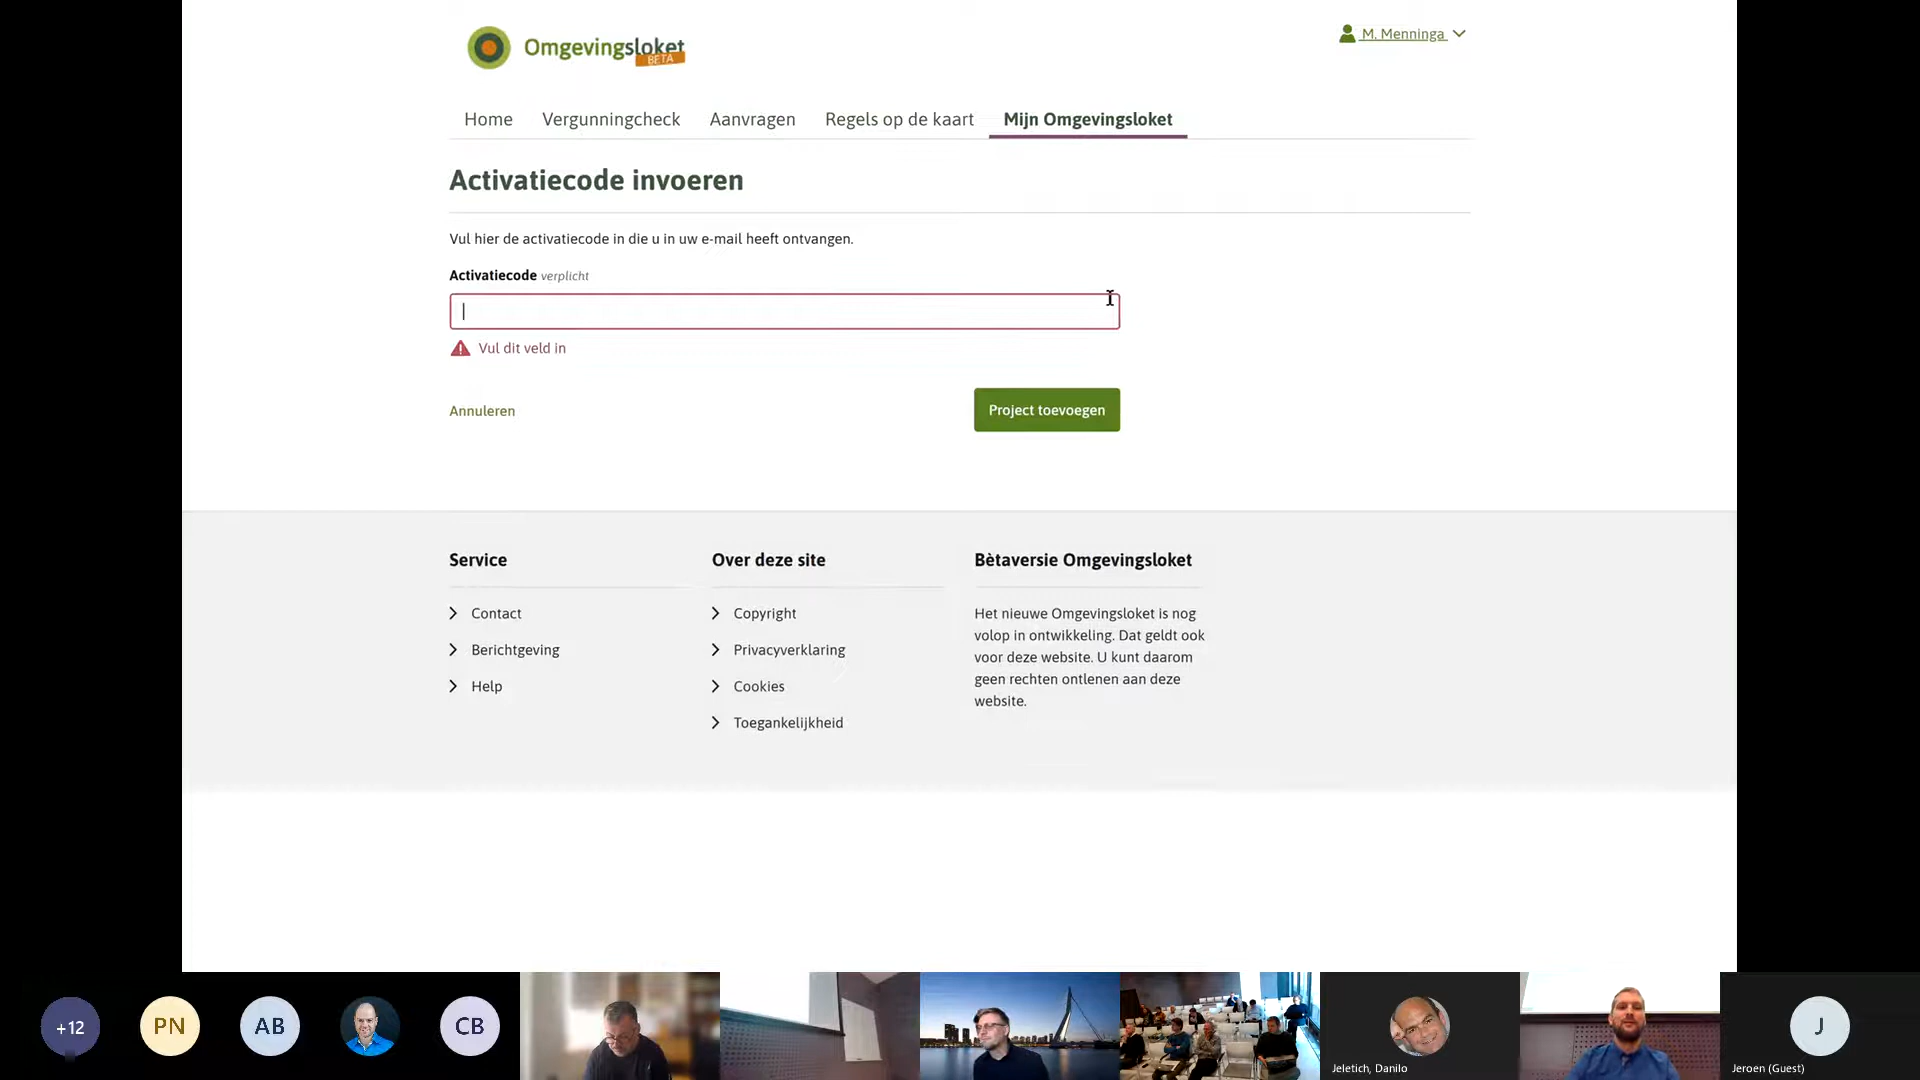 Omgevingsloket
BETA
M. Menninga
Home
Vergunningcheck
Aanvragen
Regels op de kaart
Mijn Omgevingsloket
Activatiecode invoeren
Vul hier de activatiecode in die u in uw e-mail heeft ontvangen.
Activatiecode verplicht
Vul dit veld in
Annuleren
Project toevoegen
Service
Contact
Berichtgeving
Help
Over deze site
Copyright
Privacyverklaring
Cookies
Toegankelijkheid
Bètaversie Omgevingsloket
Het nieuwe Omgevingsloket is nog
volop in ontwikkeling. Dat geldt ook
voor deze website. U kunt daarom
geen rechten ontlenen aan deze
website.
+12
PN
AB
CB
Jeletich, Danilo
J
Jeroen (Guest)